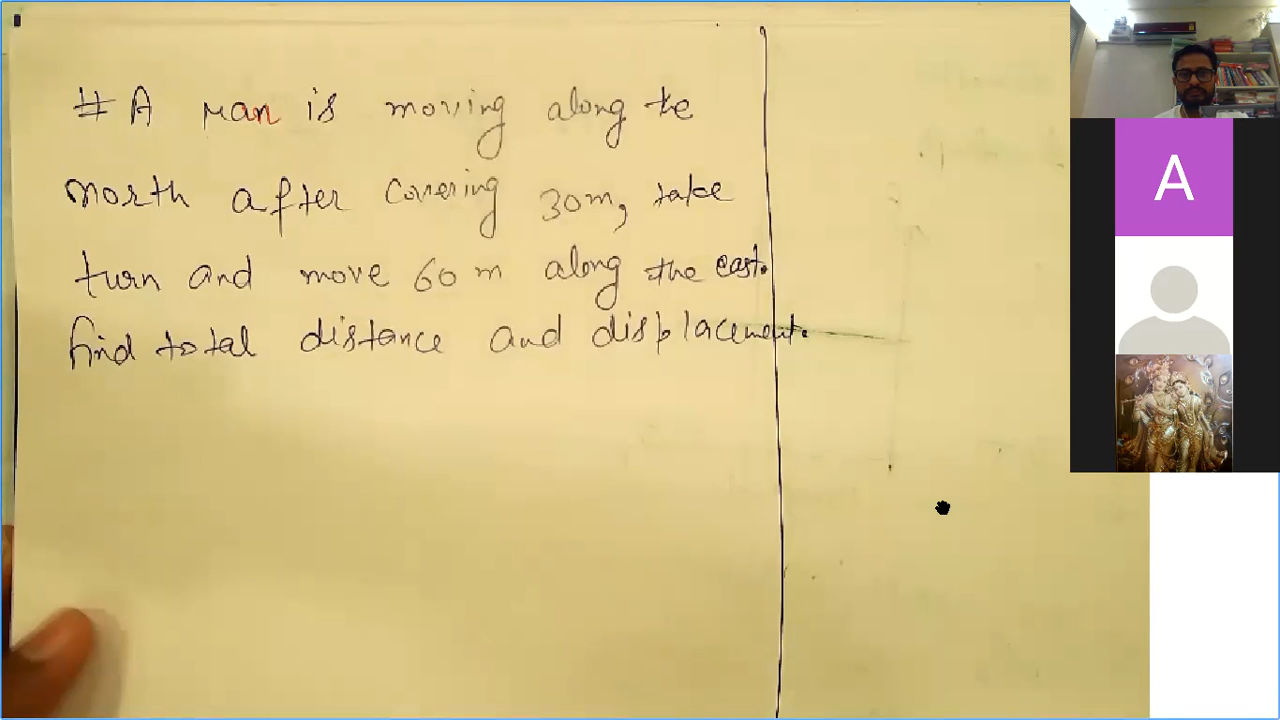 # A man is moving along the
north after covering 30m, take
turn and move 60 m along the east.
find total distance and displacement.
A